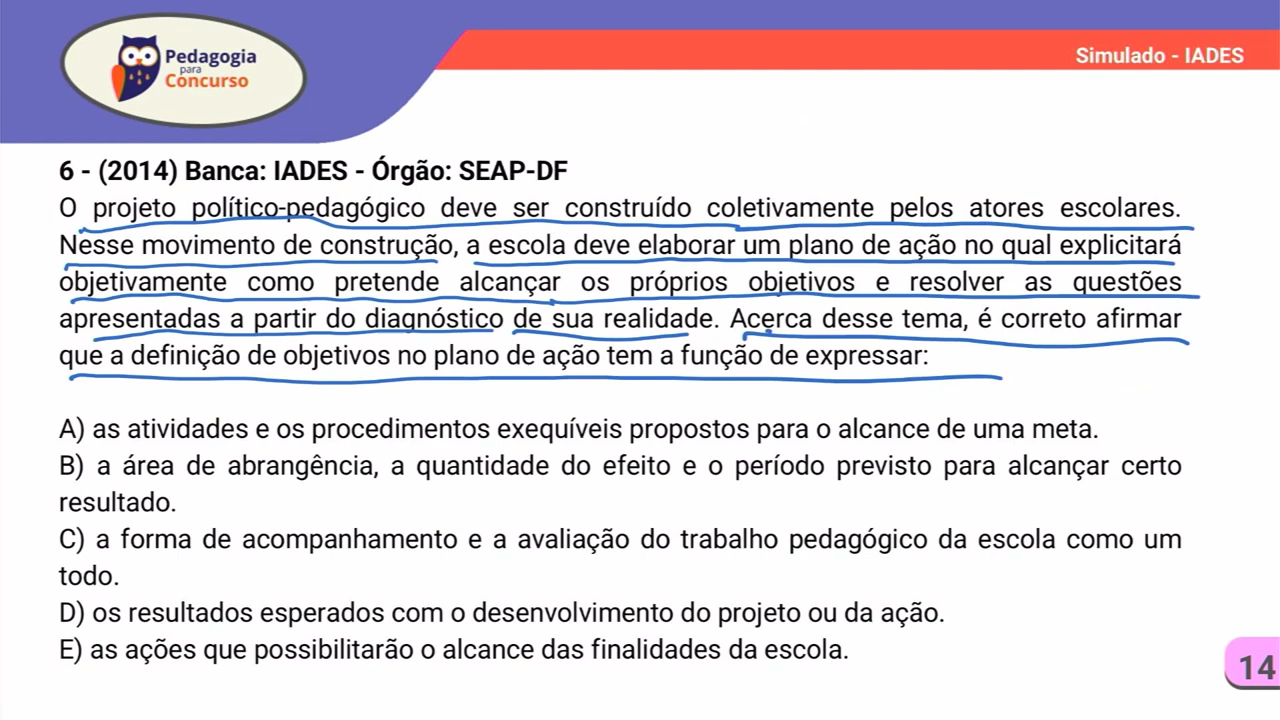 Pedagogia
para
Concurso
Simulado - IADES
6 - (2014) Banca: IADES - Órgão: SEAP-DF
O projeto político-pedagógico deve ser construído coletivamente pelos atores escolares.
Nesse movimento de construção, a escola deve elaborar um plano de ação no qual explicitará
objetivamente como pretende alcançar os próprios objetivos e resolver as questões
apresentadas a partir do diagnóstico de sua realidade. Acerca desse tema, é correto afirmar
que a definição de objetivos no plano de ação tem a função de expressar:
A) as atividades e os procedimentos exequíveis propostos para o alcance de uma meta.
B) a área de abrangência, a quantidade do efeito e o período previsto para alcançar certo
resultado.
C) a forma de acompanhamento e a avaliação do trabalho pedagógico da escola como um
todo.
D) os resultados esperados com o desenvolvimento do projeto ou da ação.
E) as ações que possibilitarão o alcance das finalidades da escola.
14